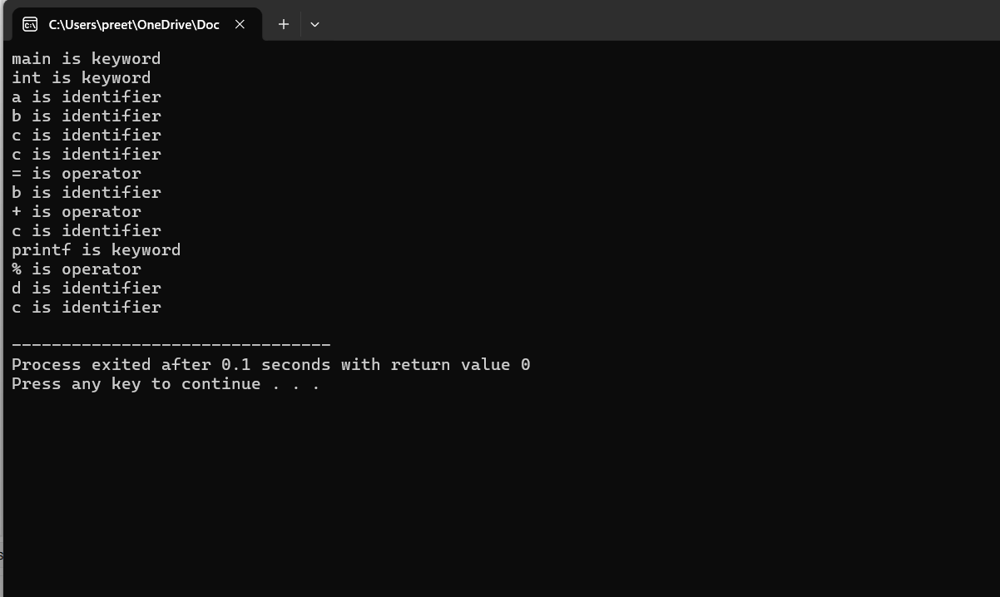 C:\Users\preet\OneDrive\Doc
main is keyword
int is keyword
a is identifier
b is identifier
c is identifier
c is identifier
= is operator
b is identifier
+ is operator
c is identifier
printf is keyword
% is operator
d is identifier
c is identifier
--------------------------------
Process exited after 0.1 seconds with return value 0
Press any key to continue . . .